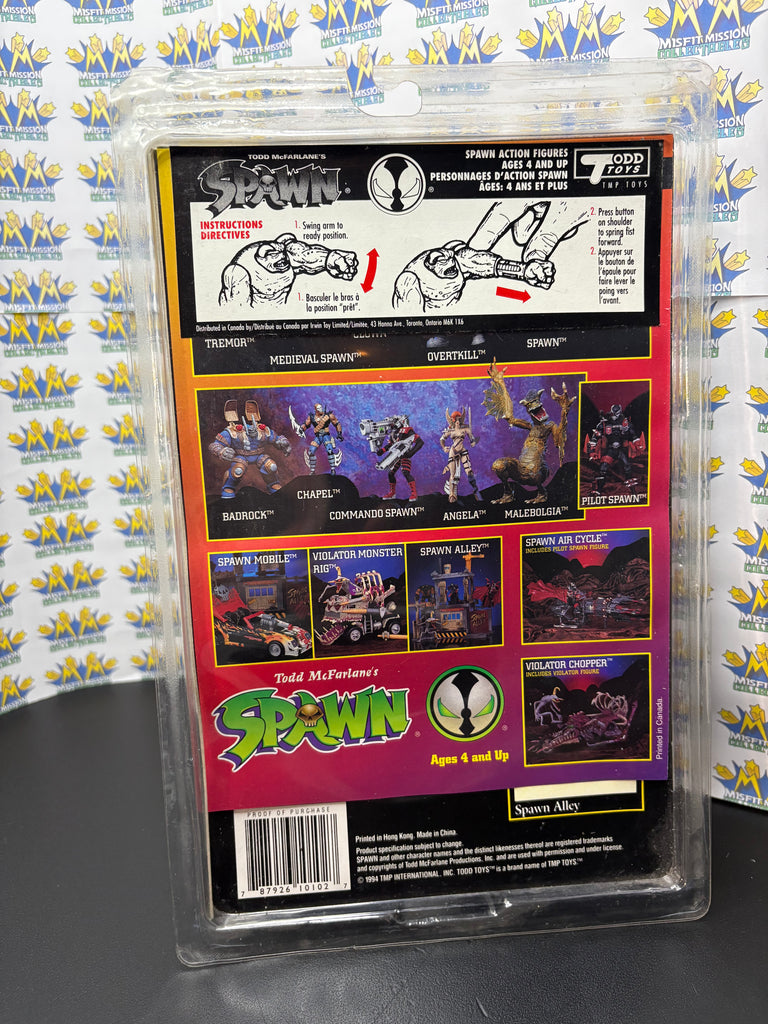 MISFIT MISSION
COLLECTIBLES
TODD McFARLANE'S
SPAWN®
SPAWN ACTION FIGURES
AGES 4 AND UP
PERSONNAGES D'ACTION SPAWN
ÂGES: 4 ANS ET PLUS
TODD
TOYS
TMP TOYS
INSTRUCTIONS
DIRECTIVES
1. Swing arm to
ready position.
1. Basculer le bras à
la position "prêt".
2. Press button
on shoulder
to spring fist
forward.
2. Appuyer sur
le bouton de
l'épaule pour
faire lever le
poing vers
l'avant.
Distributed in Canada by/Distribué au Canada par Irwin Toy Limited/Limitée, 43 Hanna Ave., Toronto, Ontario M6K 1X6
TREMOR™
CLOWN
SPAWN™
MEDIEVAL SPAWN™
OVERTKILL™
CHAPEL™
BADROCK™
COMMANDO SPAWN™
ANGELA™
MALEBOLGIA™
PILOT SPAWN™
SPAWN MOBILE™
VIOLATOR MONSTER
RIG™
SPAWN ALLEY™
SPAWN AIR CYCLE™
INCLUDES PILOT SPAWN FIGURE
VIOLATOR CHOPPER™
INCLUDES VIOLATOR FIGURE
Todd McFarlane's
SPAWN®
Ages 4 and Up
Printed in Canada.
Spawn Alley
PROOF OF PURCHASE
7 87926 10102 7
Printed in Hong Kong. Made in China.
Product specification subject to change.
SPAWN and other character names and the distinct likenesses thereof are registered trademarks
and copyrights of Todd McFarlane Productions, Inc. and are used with permission and under license.
© 1994 TMP INTERNATIONAL, INC. TODD TOYS™ is a brand name of TMP TOYS.™